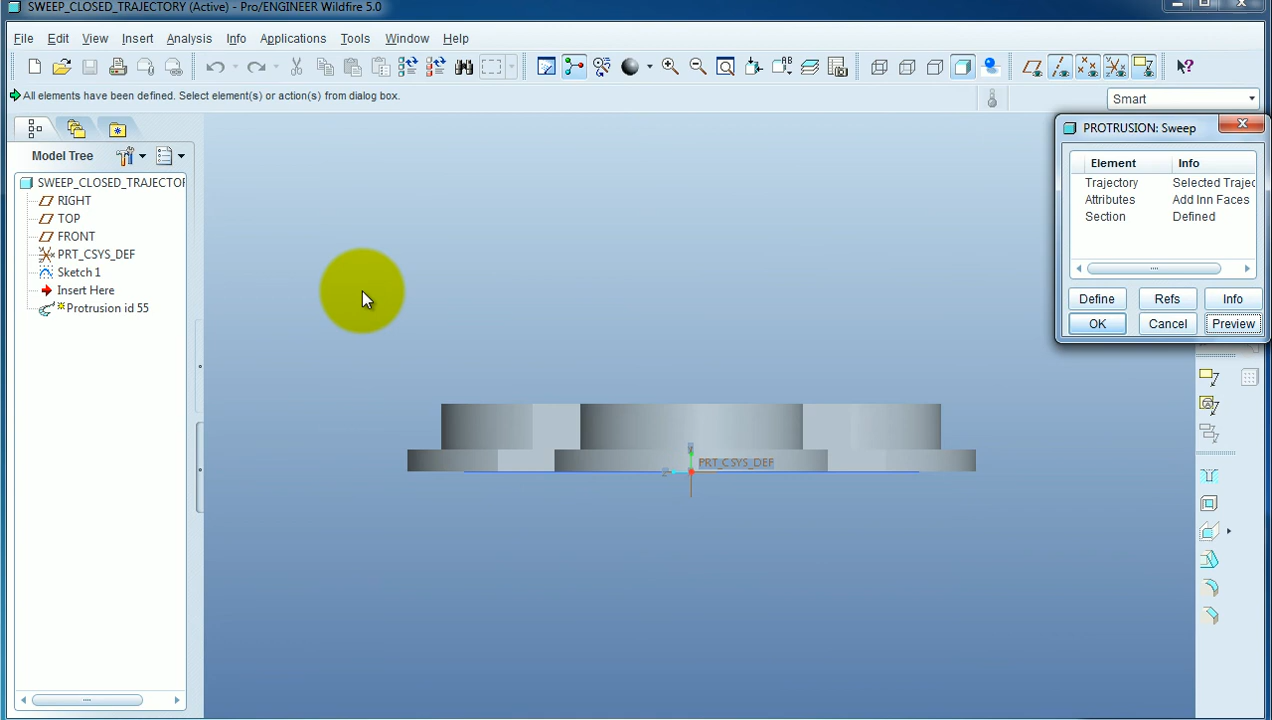 SWEEP_CLOSED_TRAJECTORY (Active) - Pro/ENGINEER Wildfire 5.0
File Edit View Insert Analysis Info Applications Tools Window Help
All elements have been defined. Select element(s) or action(s) from dialog box.
Smart
Model Tree
SWEEP_CLOSED_TRAJECTOR
RIGHT
TOP
FRONT
PRT_CSYS_DEF
Sketch 1
Insert Here
Protrusion id 55
PROTRUSION: Sweep
Element Info
Trajectory Selected Trajec
Attributes Add Inn Faces
Section Defined
Define Refs Info
OK Cancel Preview
PRT_CSYS_DEF